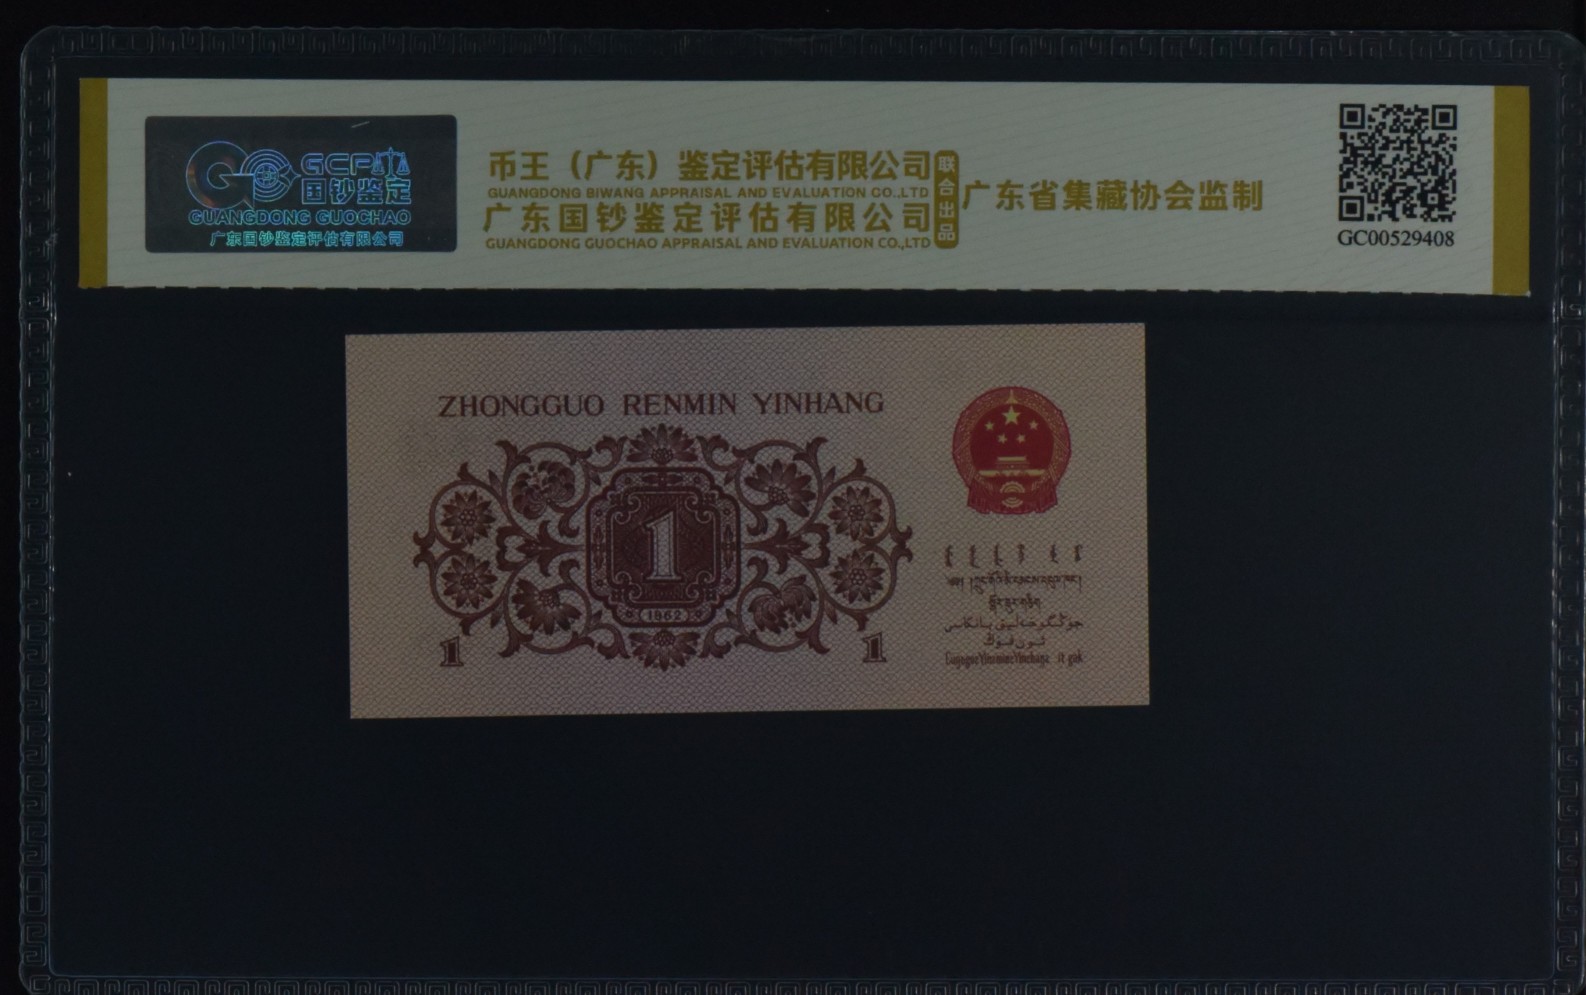 GCP
国钞鉴定
GUANGDONG GUOCHAO
广东国钞鉴定评估有限公司
币王（广东）鉴定评估有限公司
GUANGDONG BIWANG APPRAISAL AND EVALUATION CO.,LTD
广东国钞鉴定评估有限公司
GUANGDONG GUOCHAO APPRAISAL AND EVALUATION CO.,LTD
联合出品
广东省集藏协会监制
GC00529408
ZHONGGUO RENMIN YINHANG
1
1962
1 1